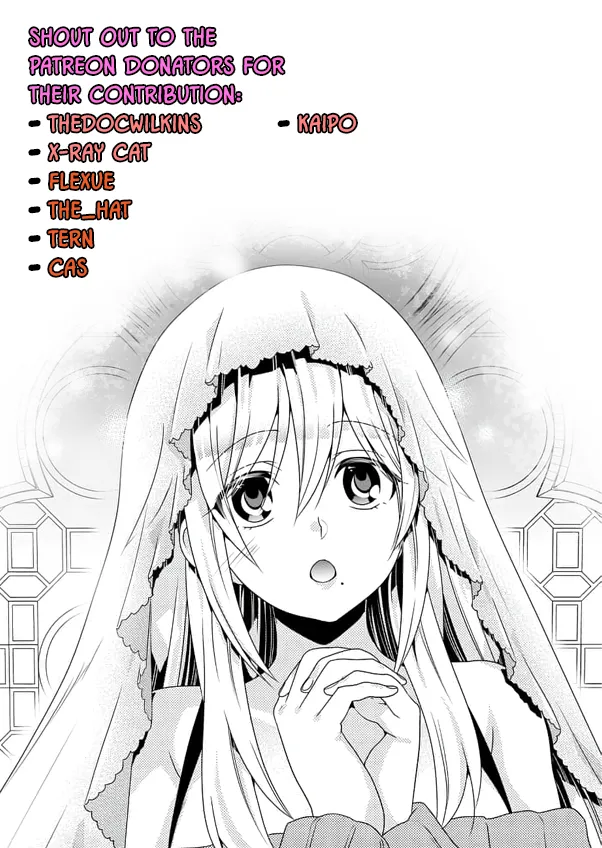 SHOUT OUT TO THE
PATREON DONATORS FOR
THEIR CONTRIBUTION:
- THEDOCWILKINS
- X-RAY CAT
- FLEXUE
- THE_HAT
- TERN
- CAS
- KAIPO